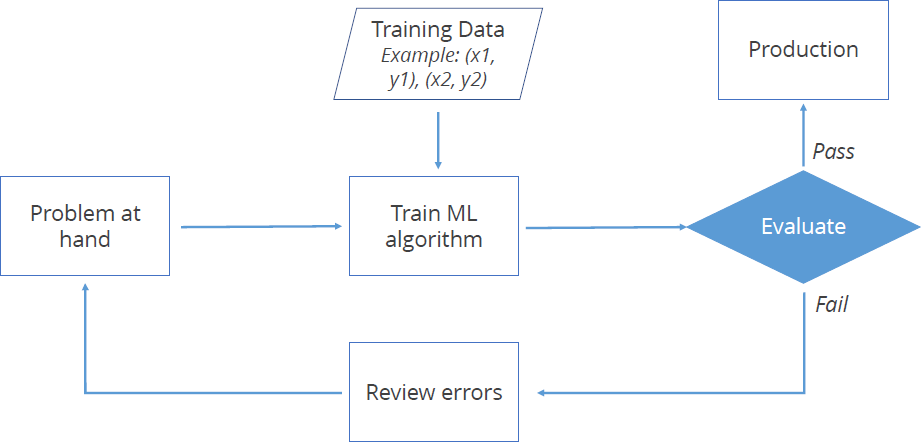 Training Data
Example: (x1,
y1), (x2, y2)
Production
Pass
Problem at
hand
Train ML
algorithm
Evaluate
Fail
Review errors